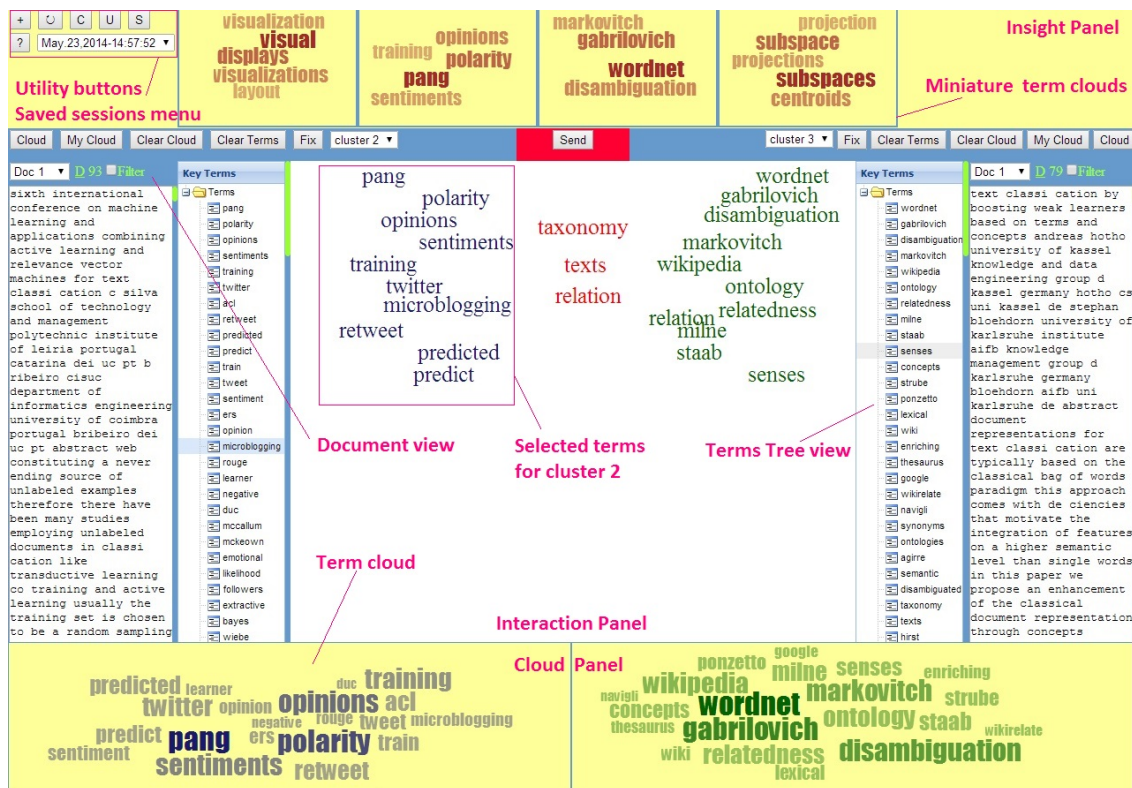 + ↻ C U S
? May.23,2014-14:57:52
Utility buttons
Saved sessions menu
visualization
visual
displays
visualizations
layout
opinions
training polarity
pang
sentiments
markovitch
gabrilovich
wordnet
disambiguation
projection
subspace
projections
subspaces
centroids
Insight Panel
Miniature term clouds
Cloud My Cloud Clear Cloud Clear Terms Fix cluster 2 Send cluster 3 Fix Clear Terms Clear Cloud My Cloud Cloud
Doc 1 D 93 Filter
sixth international
conference on machine
learning and
applications combining
active learning and
relevance vector
machines for text
classi cation c silva
school of technology
and management
polytechnic institute
of leiria portugal
catarina dei uc pt b
ribeiro cisuc
department of
informatics engineering
university of coimbra
portugal bribeiro dei
uc pt abstract web
constituting a never
ending source of
unlabeled examples
therefore there have
been many studies
employing unlabeled
documents in classi
cation like
transductive learning
co training and active
learning usually the
training set is chosen
to be a random sampling
Key Terms
Terms
pang
polarity
opinions
sentiments
training
twitter
acl
retweet
predicted
predict
train
tweet
sentiment
ers
opinion
microblogging
rouge
learner
negative
duc
mccallum
mckeown
emotional
likelihood
followers
extractive
bayes
wiebe
pang
polarity
opinions
sentiments
training
twitter
microblogging
retweet
predicted
predict
taxonomy
texts
relation
wordnet
gabrilovich
disambiguation
markovitch
wikipedia
ontology
relatedness
relation
milne
staab
senses
Document view
Selected terms
for cluster 2
Terms Tree view
Term cloud
Interaction Panel
Key Terms
Terms
wordnet
gabrilovich
disambiguation
markovitch
wikipedia
ontology
relatedness
milne
staab
senses
concepts
strube
ponzetto
lexical
wiki
enriching
thesaurus
google
wikirelate
navigli
synonyms
ontologies
agirre
semantic
disambiguated
taxonomy
texts
hirst
Doc 1 D 79 Filter
text classi cation by
boosting weak learners
based on terms and
concepts andreas hotho
university of kassel
knowledge and data
engineering group d
kassel germany hotho cs
uni kassel de stephan
bloehdorn university of
karlsruhe institute
aifb knowledge
management group d
karlsruhe germany
bloehdorn aifb uni
karlsruhe de abstract
document
representations for
text classi cation are
typically based on the
classical bag of words
paradigm this approach
comes with de ciencies
that motivate the
integration of features
on a higher semantic
level than single words
in this paper we
propose an enhancement
of the classical
document representation
through concepts
Cloud Panel
predicted learner duc training
twitter opinion opinions acl
negative rouge tweet microblogging
predict pang ers polarity train
sentiment sentiments retweet
google
ponzetto milne senses enriching
navigli wikipedia markovitch strube
concepts wordnet ontology staab
thesaurus gabrilovich wikirelate
wiki relatedness disambiguation
lexical